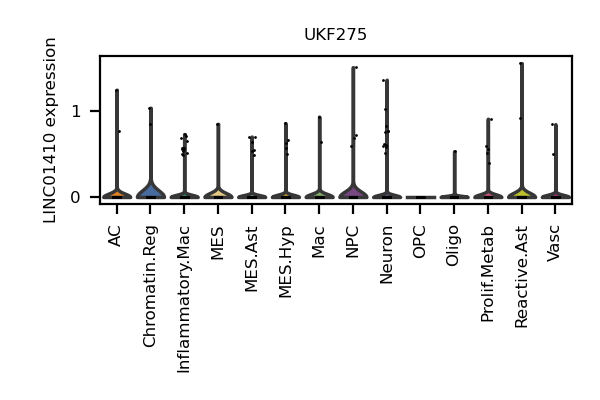 UKF275
LINC01410 expression
1
0
AC
Chromatin.Reg
Inflammatory.Mac
MES
MES.Ast
MES.Hyp
Mac
NPC
Neuron
OPC
Oligo
Prolif.Metab
Reactive.Ast
Vasc